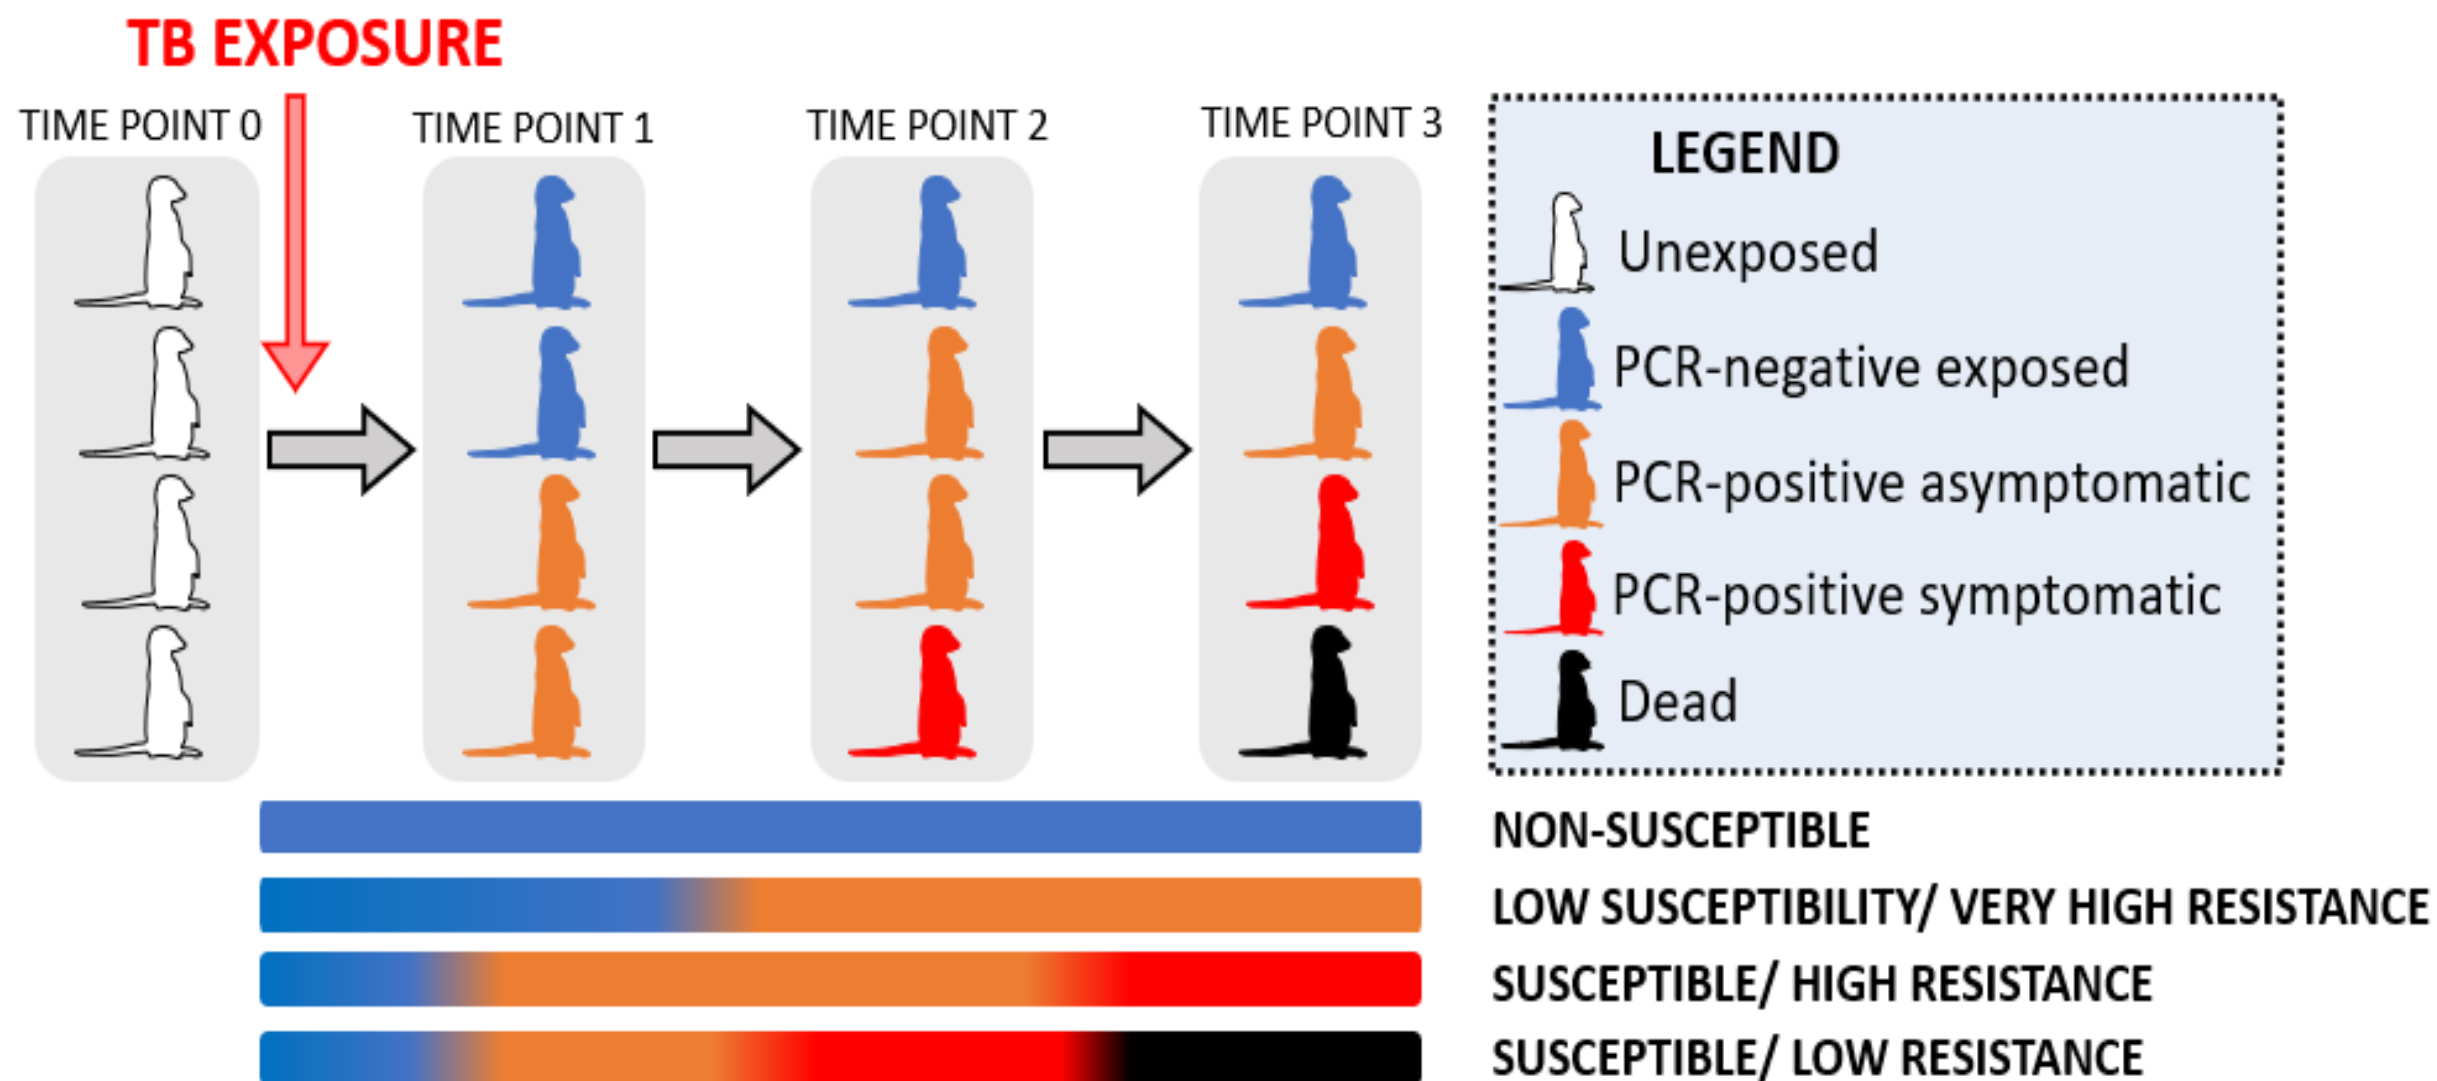 TB EXPOSURE
TIME POINT 0
TIME POINT 1
TIME POINT 2
TIME POINT 3
LEGEND
Unexposed
PCR-negative exposed
PCR-positive asymptomatic
PCR-positive symptomatic
Dead
NON-SUSCEPTIBLE
LOW SUSCEPTIBILITY/ VERY HIGH RESISTANCE
SUSCEPTIBLE/ HIGH RESISTANCE
SUSCEPTIBLE/ LOW RESISTANCE